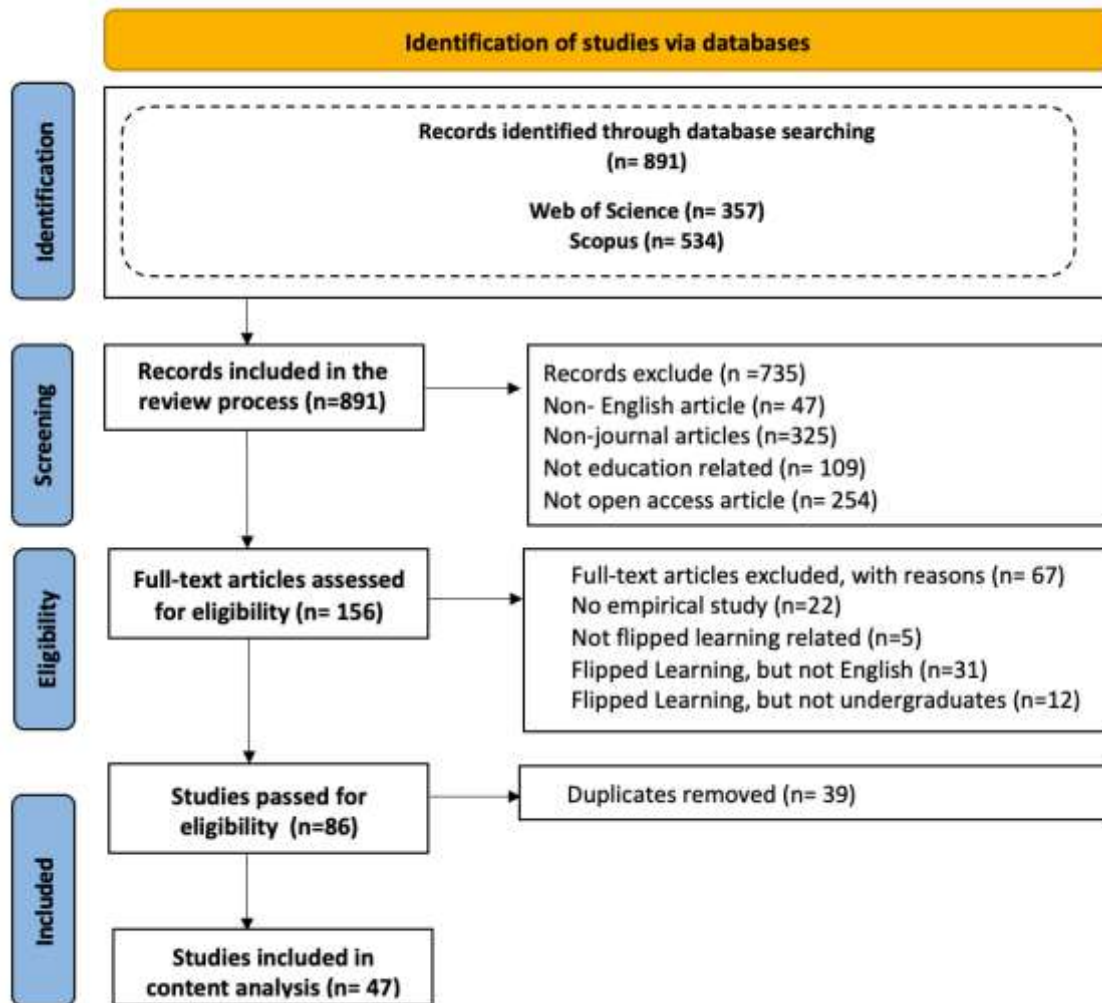 Identification of studies via databases
Identification
Records identified through database searching
(n= 891)
Web of Science (n= 357)
Scopus (n= 534)
Screening
Records included in the
review process (n=891)
Records exclude (n =735)
Non- English article (n= 47)
Non-journal articles (n=325)
Not education related (n= 109)
Not open access article (n= 254)
Eligibility
Full-text articles assessed
for eligibility (n= 156)
Full-text articles excluded, with reasons (n= 67)
No empirical study (n=22)
Not flipped learning related (n=5)
Flipped Learning, but not English (n=31)
Flipped Learning, but not undergraduates (n=12)
Included
Studies passed for
eligibility (n=86)
Duplicates removed (n= 39)
Studies included in
content analysis (n= 47)